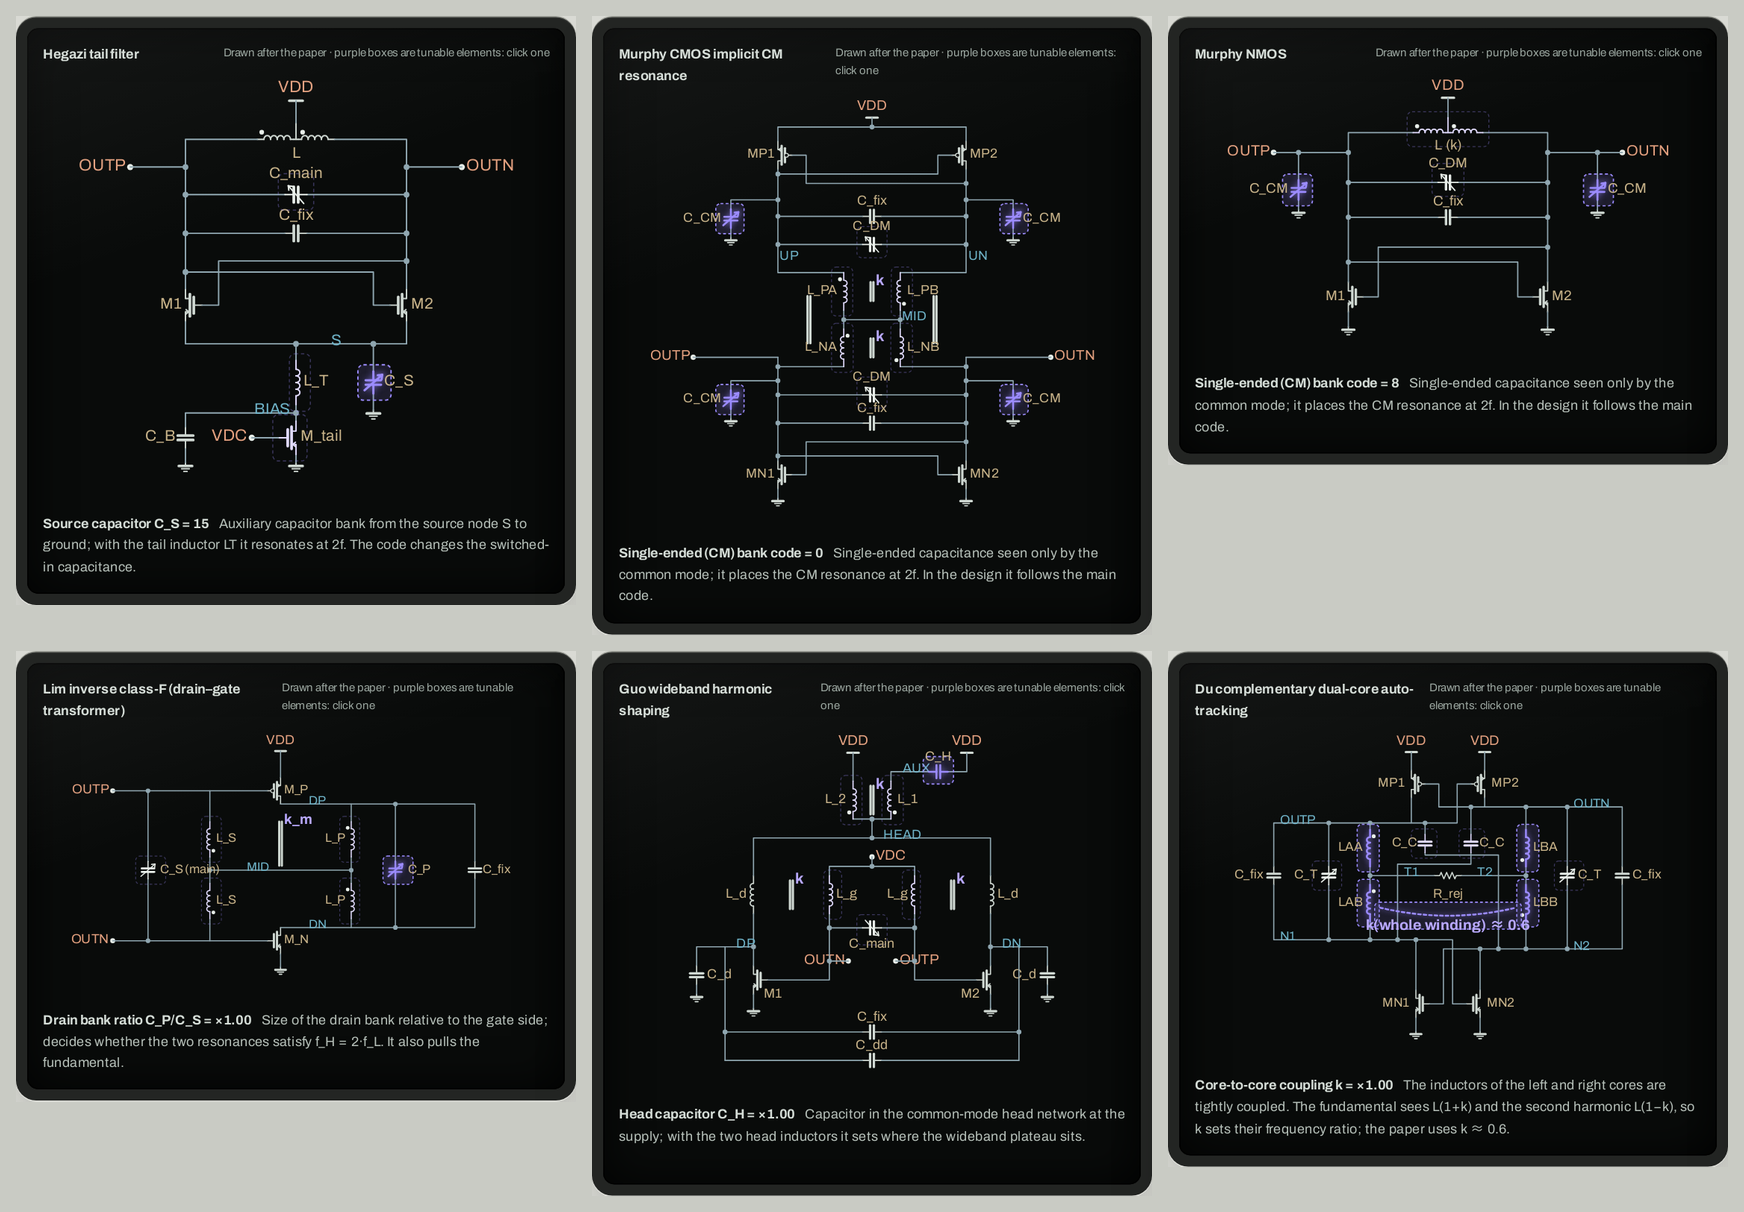 Hegazi tail filter
Drawn after the paper · purple boxes are tunable elements: click one
VDD
L
OUTP
OUTN
C_main
C_fix
M1
M2
S
L_T
C_S
BIAS
C_B
VDC
M_tail
Source capacitor C_S = 15 Auxiliary capacitor bank from the source node S to
ground; with the tail inductor LT it resonates at 2f. The code changes the switched-
in capacitance.
Murphy CMOS implicit CM
resonance
Drawn after the paper · purple boxes are tunable elements:
click one
VDD
MP1
MP2
C_fix
C_CM
C_CM
C_DM
UP
UN
k
L_PA
L_PB
MID
k
L_NA
L_NB
OUTP
OUTN
C_DM
C_CM
C_CM
C_fix
MN1
MN2
Single-ended (CM) bank code = 0 Single-ended capacitance seen only by the
common mode; it places the CM resonance at 2f. In the design it follows the main
code.
Murphy NMOS
Drawn after the paper · purple boxes are tunable elements: click one
VDD
L (k)
OUTP
OUTN
C_DM
C_CM
C_CM
C_fix
M1
M2
Single-ended (CM) bank code = 8 Single-ended capacitance seen only by the
common mode; it places the CM resonance at 2f. In the design it follows the main
code.
Lim inverse class-F (drain–gate
transformer)
Drawn after the paper · purple boxes are tunable
elements: click one
VDD
OUTP
M_P
DP
k_m
L_S
L_P
C_S (main)
MID
C_P
C_fix
L_S
L_P
DN
OUTN
M_N
Drain bank ratio C_P/C_S = ×1.00 Size of the drain bank relative to the gate side;
decides whether the two resonances satisfy f_H = 2·f_L. It also pulls the
fundamental.
Guo wideband harmonic
shaping
Drawn after the paper · purple boxes are tunable elements: click
one
VDD
VDD
C_H
AUX
k
L_2
L_1
HEAD
VDC
k
k
L_d
L_g
L_g
L_d
C_main
DP
DN
OUTN
OUTP
C_d
C_d
M1
M2
C_fix
C_dd
Head capacitor C_H = ×1.00 Capacitor in the common-mode head network at the
supply; with the two head inductors it sets where the wideband plateau sits.
Du complementary dual-core auto-
tracking
Drawn after the paper · purple boxes are tunable
elements: click one
VDD
VDD
MP1
MP2
OUTN
OUTP
LAA
C_C
C_C
LBA
C_fix
C_T
T1
T2
C_T
C_fix
R_rej
LAB
LBB
k(whole winding) ≈ 0.6
N1
N2
MN1
MN2
Core-to-core coupling k = ×1.00 The inductors of the left and right cores are
tightly coupled. The fundamental sees L(1+k) and the second harmonic L(1−k), so
k sets their frequency ratio; the paper uses k ≈ 0.6.